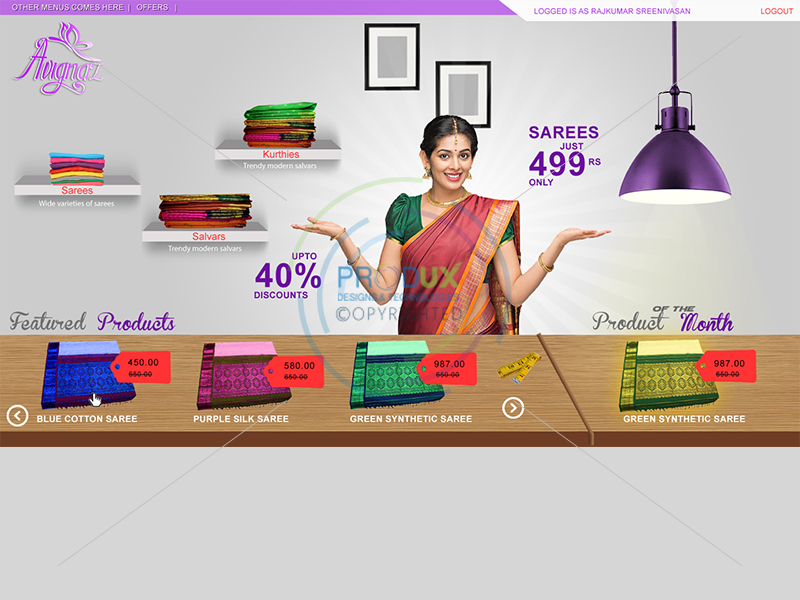 OTHER MENUS COMES HERE | OFFERS |
LOGGED IS AS RAJKUMAR SREENIVASAN
LOGOUT
Avignaz
Kurthies
Trendy modern salvars
Sarees
Wide varieties of sarees
Salvars
Trendy modern salvars
SAREES
JUST
499 RS
ONLY
UPTO
40%
DISCOUNTS
PRODUX
DESIGNS & TECHNOLOGIES
©COPYRIGHTED
Featured Products
Product OF THE Month
450.00
650.00
580.00
650.00
987.00
650.00
987.00
650.00
BLUE COTTON SAREE
PURPLE SILK SAREE
GREEN SYNTHETIC SAREE
GREEN SYNTHETIC SAREE